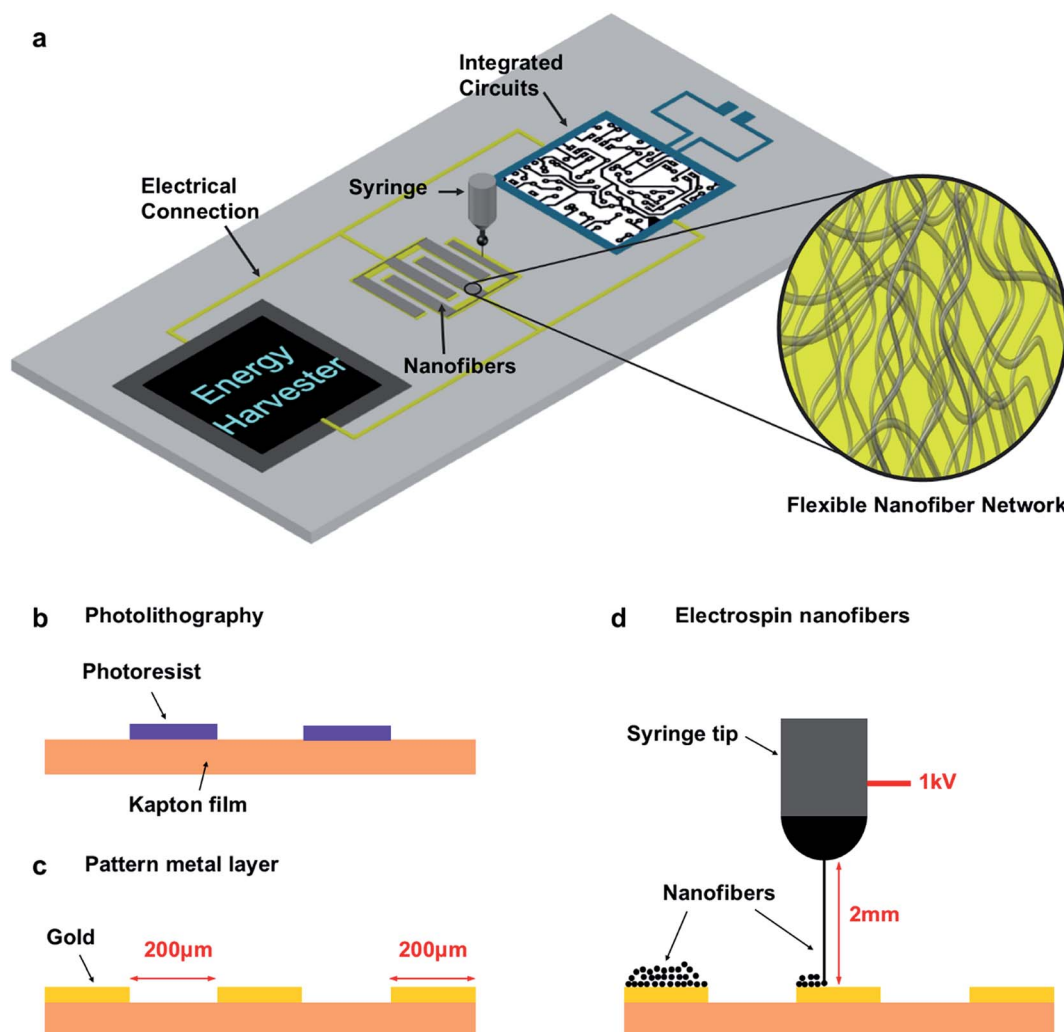 a
Integrated
Circuits
Syringe
Electrical
Connection
Nanofibers
Energy
Harvester
Flexible Nanofiber Network
b Photolithography
Photoresist
Kapton film
c Pattern metal layer
Gold
200μm
200μm
d Electrospin nanofibers
Syringe tip
1kV
Nanofibers
2mm